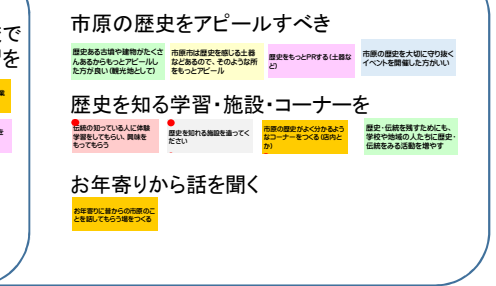 で
を
市原の歴史をアピールすべき
歴史ある古墳や建物がたくさ
んあるからもっとアピールし
た方が良い(観光地として)
市原市は歴史を感じる土器
などあるので、そのような所
をもっとアピール
歴史をもっとPRする(土器な
ど)
市原の歴史を大切に守り抜く
イベントを開催した方がいい
歴史を知る学習・施設・コーナーを
伝統の知っている人に体験
学習をしてもらい、興味を
もってもらう
歴史を知れる施設を造ってく
ださい
市原の歴史がよく分かるよう
なコーナーをつくる(店内と
か)
歴史・伝統を残すためにも、
学校や地域の人たちに歴史・
伝統をみる活動を増やす
お年寄りから話を聞く
お年寄りに昔からの市原のこ
とを話してもらう場をつくる